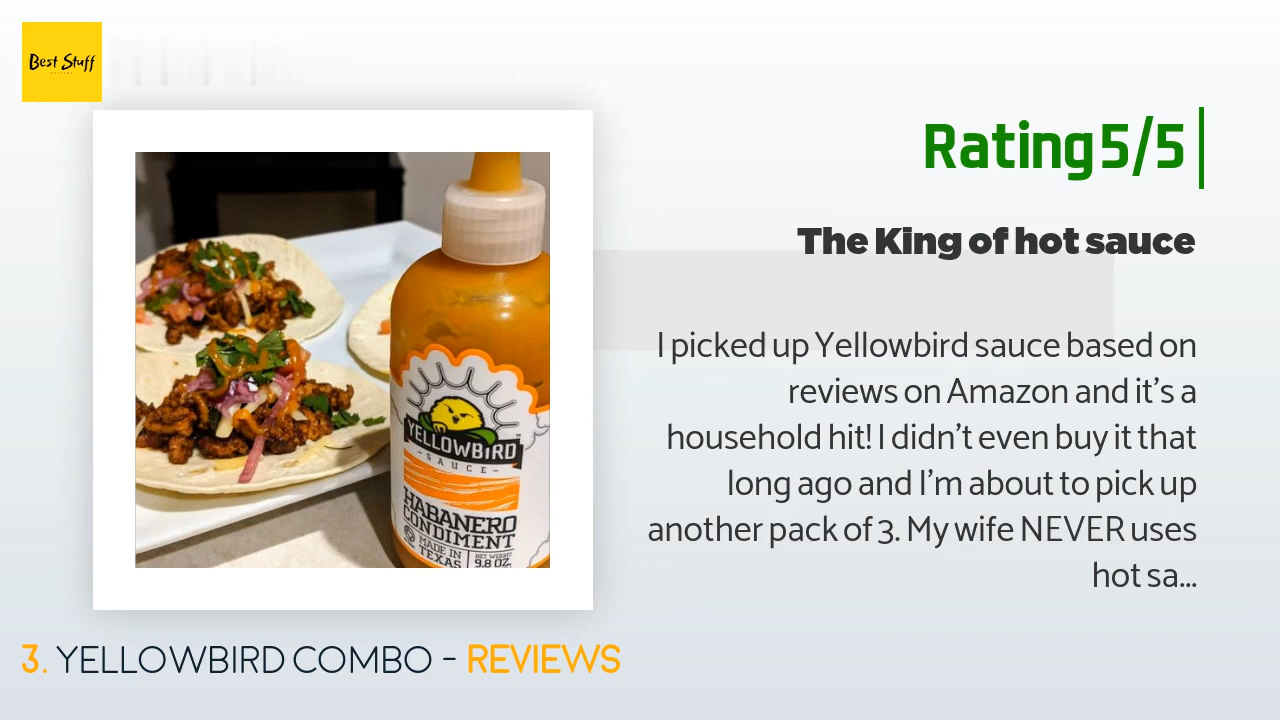 Best Stuff
Rating 5/5
The King of hot sauce
I picked up Yellowbird sauce based on
reviews on Amazon and it's a
household hit! I didn't even buy it that
long ago and I'm about to pick up
another pack of 3. My wife NEVER uses
hot sa...
YELLOWBIRD
SAUCE
HABANERO
CONDIMENT
MADE IN
TEXAS
NET WEIGHT
9.8 OZ.
3. YELLOWBIRD COMBO - REVIEWS